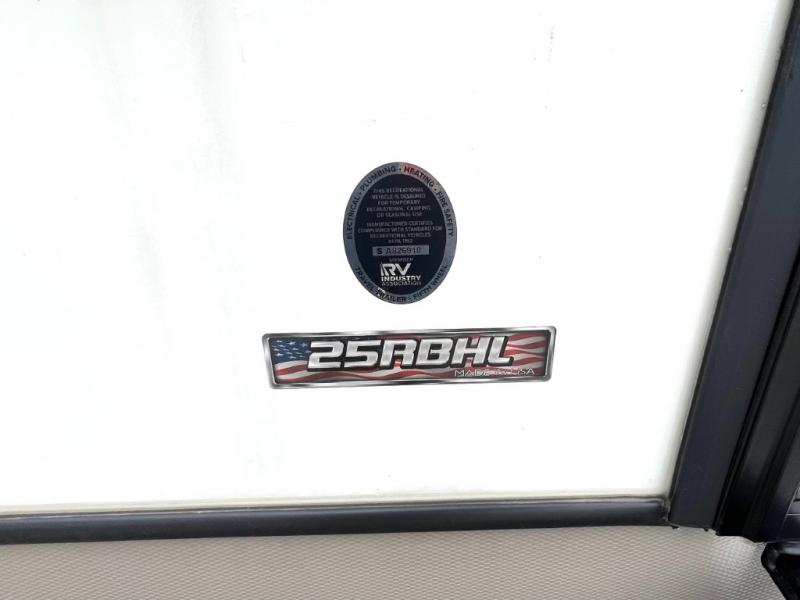 ELECTRICAL • PLUMBING • HEATING • FIRE SAFETY
THIS RECREATIONAL
VEHICLE IS DESIGNED
FOR TEMPORARY
RECREATIONAL, CAMPING,
OR SEASONAL USE
MANUFACTURER CERTIFIES
COMPLIANCE WITH STANDARD FOR
RECREATIONAL VEHICLES
NFPA 1192
MEMBER
RV
INDUSTRY
ASSOCIATION
TRAVEL TRAILER • FIFTH WHEEL
25RBHL
MADE IN USA